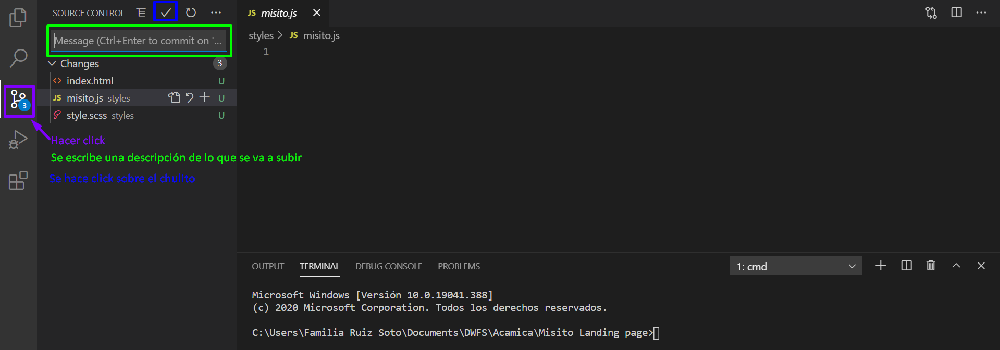 SOURCE CONTROL
Message (Ctrl+Enter to commit on '...
Changes 3
index.html U
JS misito.js styles U
style.scss styles U
3
Hacer click
Se escribe una descripción de lo que se va a subir
Se hace click sobre el chulito
JS misito.js
styles > JS misito.js
1
OUTPUT TERMINAL DEBUG CONSOLE PROBLEMS 1: cmd
Microsoft Windows [Versión 10.0.19041.388]
(c) 2020 Microsoft Corporation. Todos los derechos reservados.
C:\Users\Familia Ruiz Soto\Documents\DWFS\Acamica\Misito Landing page>